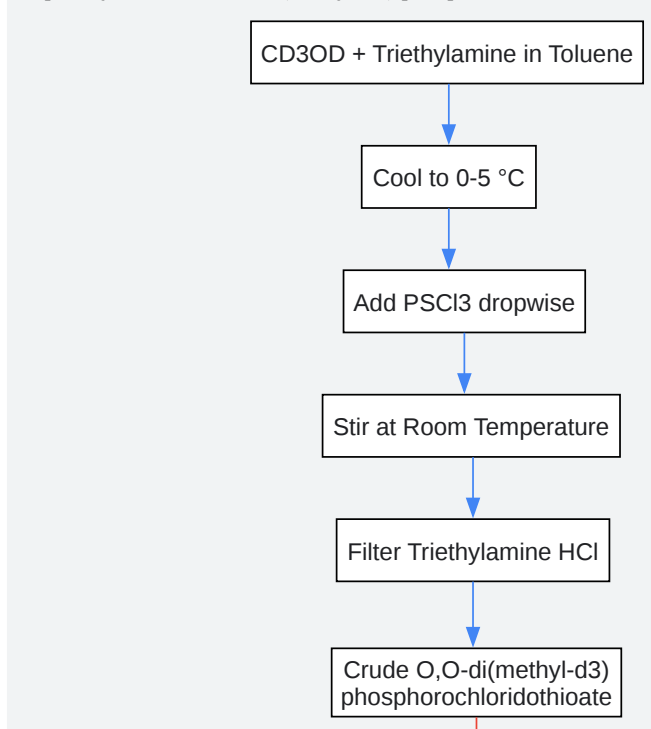 CD3OD + Triethylamine in Toluene
Cool to 0-5 °C
Add PSCl3 dropwise
Stir at Room Temperature
Filter Triethylamine HCl
Crude O,O-di(methyl-d3)
phosphorochloridothioate